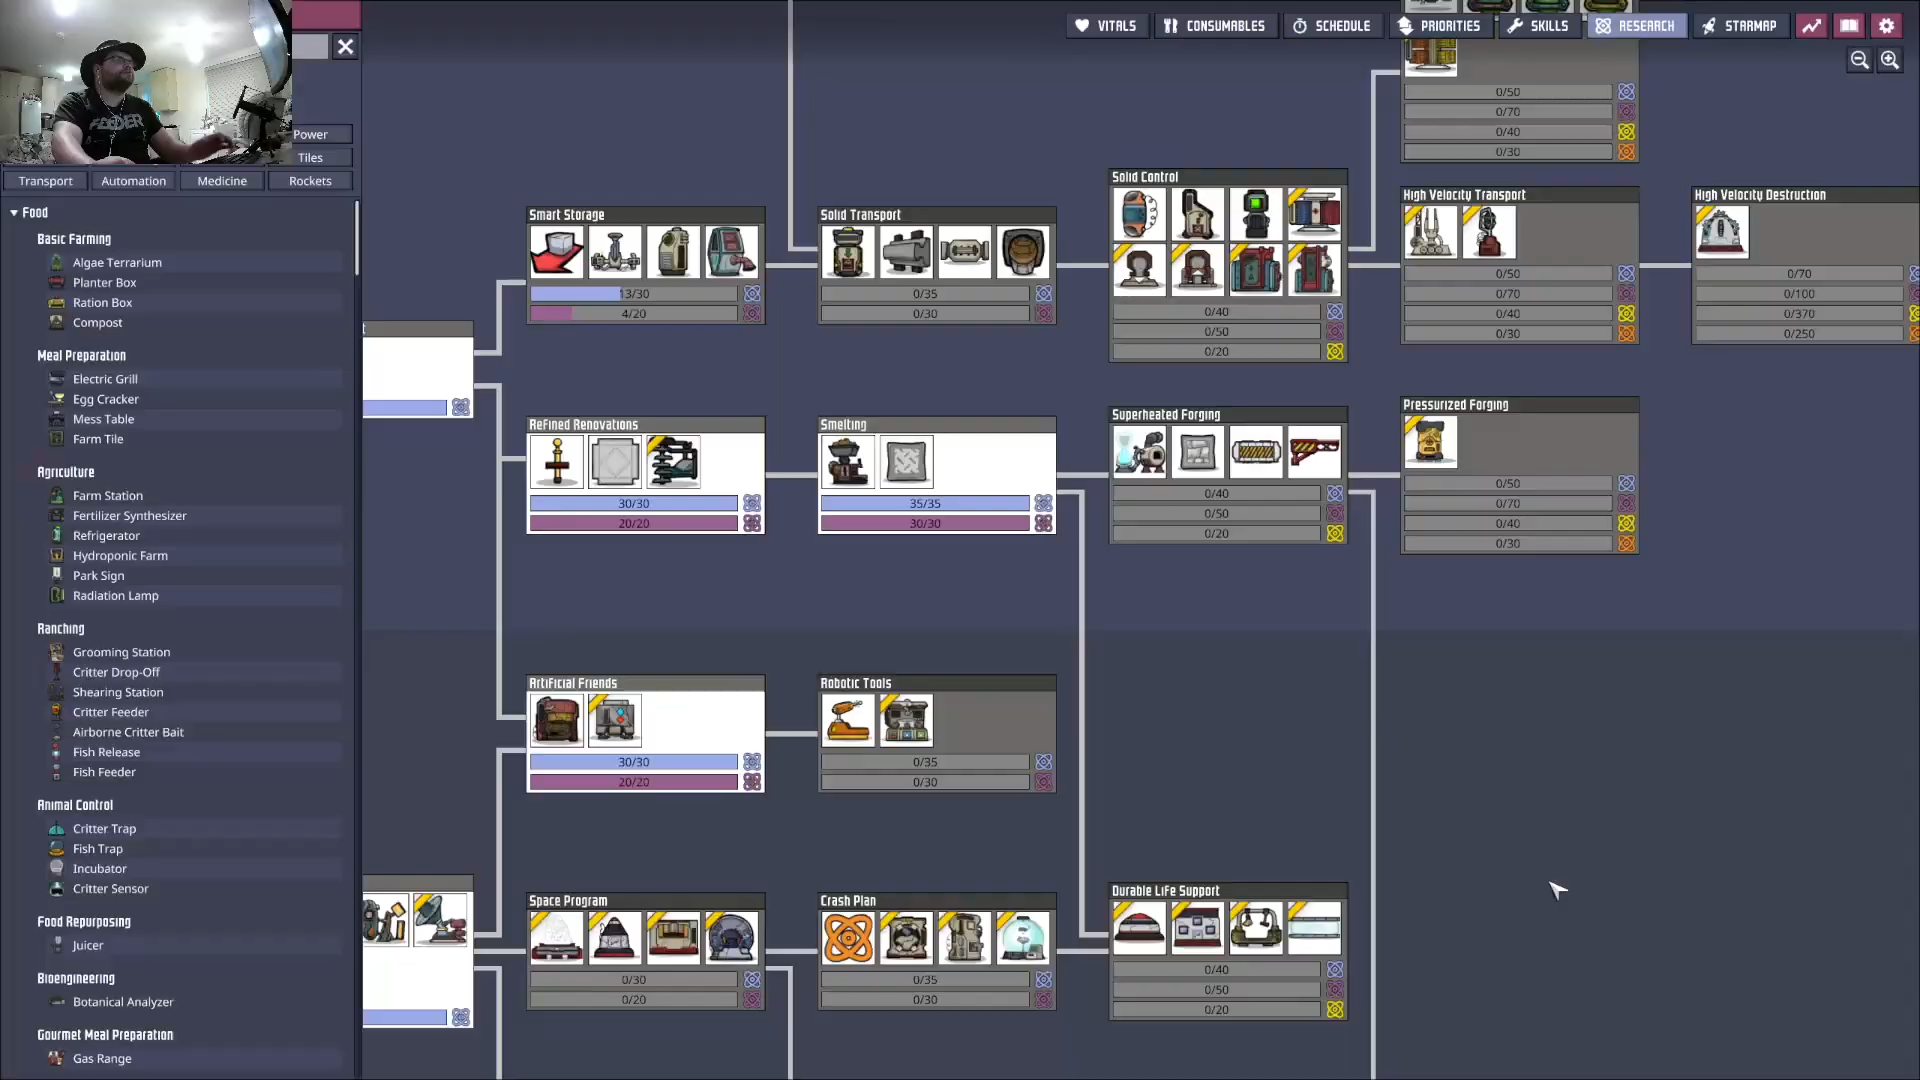 VITALS
CONSUMABLES
SCHEDULE
PRIORITIES
SKILLS
RESEARCH
STARMAP
FEEDER
Power
Tiles
Transport
Automation
Medicine
Rockets
Food
Basic Farming
Algae Terrarium
Planter Box
Ration Box
Compost
Meal Preparation
Electric Grill
Egg Cracker
Mess Table
Farm Tile
Agriculture
Farm Station
Fertilizer Synthesizer
Refrigerator
Hydroponic Farm
Park Sign
Radiation Lamp
Ranching
Grooming Station
Critter Drop-Off
Shearing Station
Critter Feeder
Airborne Critter Bait
Fish Release
Fish Feeder
Animal Control
Critter Trap
Fish Trap
Incubator
Critter Sensor
Food Repurposing
Juicer
Bioengineering
Botanical Analyzer
Gourmet Meal Preparation
Gas Range
Smart Storage
13/30
4/20
Solid Transport
0/35
0/30
Solid Control
0/40
0/50
0/20
0/50
0/70
0/40
0/30
High Velocity Transport
0/50
0/70
0/40
0/30
High Velocity Destruction
0/70
0/100
0/370
0/250
Refined Renovations
30/30
20/20
Smelting
35/35
30/30
Superheated Forging
0/40
0/50
0/20
Pressurized Forging
0/50
0/70
0/40
0/30
Artificial Friends
30/30
20/20
Robotic Tools
0/35
0/30
Space Program
0/30
0/20
Crash Plan
0/35
0/30
Durable Life Support
0/40
0/50
0/20